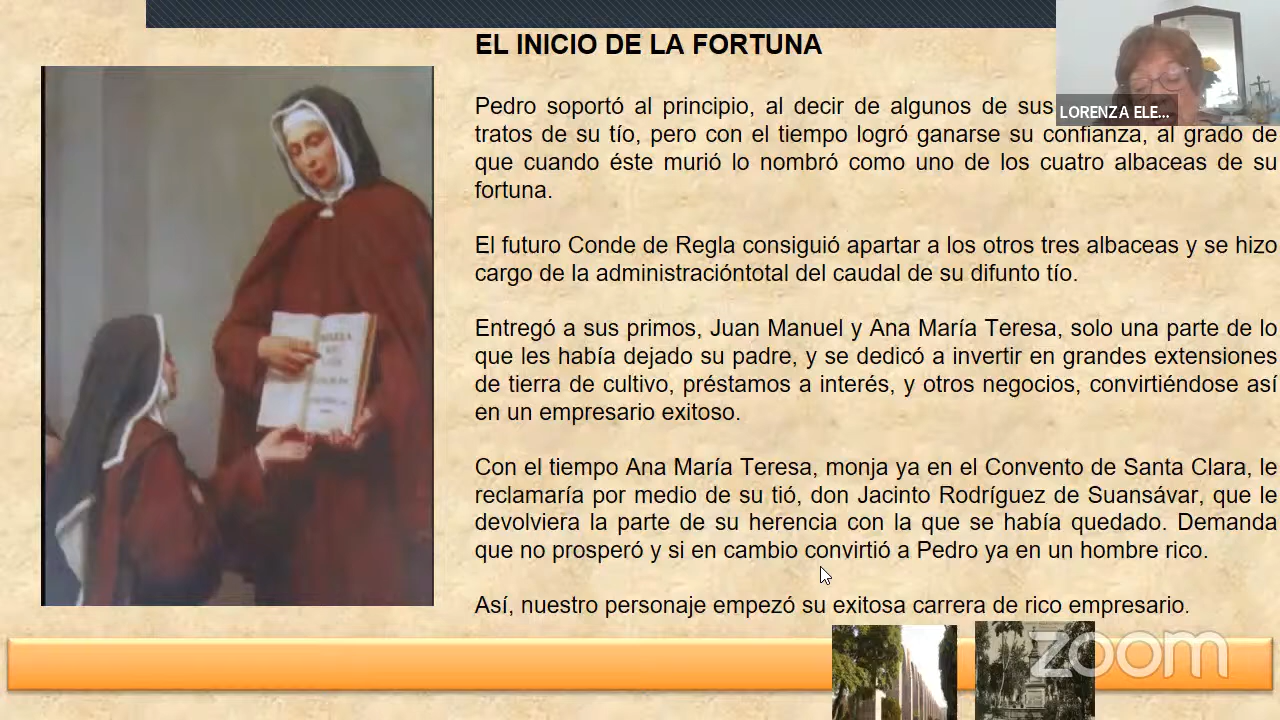 EL INICIO DE LA FORTUNA
Pedro soportó al principio, al decir de algunos de sus
LORENZA ELE...
tratos de su tío, pero con el tiempo logró ganarse su confianza, al grado de
que cuando éste murió lo nombró como uno de los cuatro albaceas de su
fortuna.
El futuro Conde de Regla consiguió apartar a los otros tres albaceas y se hizo
cargo de la administracióntotal del caudal de su difunto tío.
Entregó a sus primos, Juan Manuel y Ana María Teresa, solo una parte de lo
que les había dejado su padre, y se dedicó a invertir en grandes extensiones
de tierra de cultivo, préstamos a interés, y otros negocios, convirtiéndose así
en un empresario exitoso.
Con el tiempo Ana María Teresa, monja ya en el Convento de Santa Clara, le
reclamaría por medio de su tió, don Jacinto Rodríguez de Suansávar, que le
devolviera la parte de su herencia con la que se había quedado. Demanda
que no prosperó y si en cambio convirtió a Pedro ya en un hombre rico.
Así, nuestro personaje empezó su exitosa carrera de rico empresario.
zoom